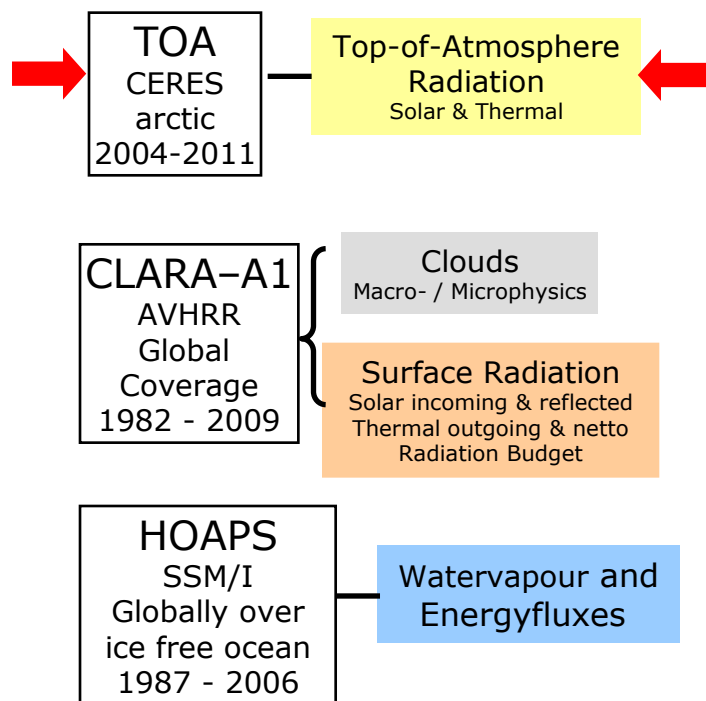 TOA
CERES
arctic
2004-2011
Top-of-Atmosphere
Radiation
Solar & Thermal
CLARA–A1
AVHRR
Global
Coverage
1982 - 2009
Clouds
Macro- / Microphysics
Surface Radiation
Solar incoming & reflected
Thermal outgoing & netto
Radiation Budget
HOAPS
SSM/I
Globally over
ice free ocean
1987 - 2006
Watervapour and
Energyfluxes